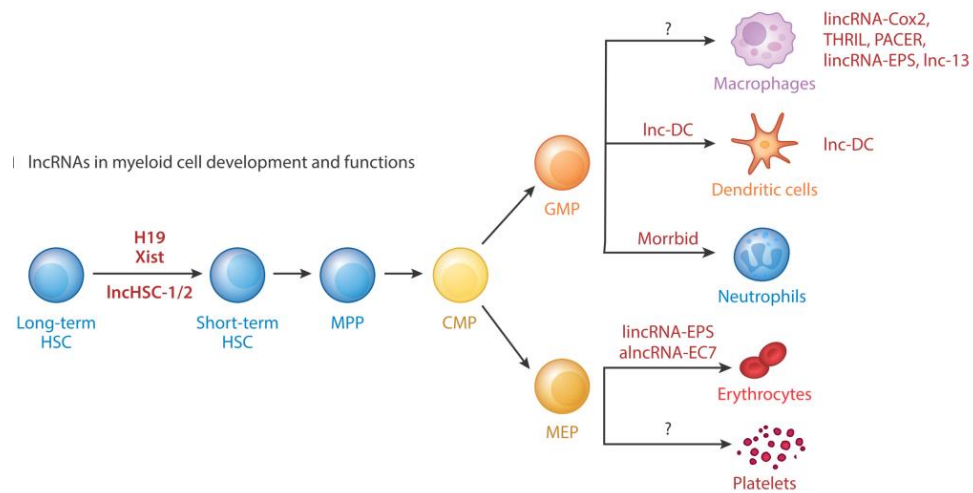 lincRNA-Cox2,
THRIL, PACER,
lincRNA-EPS, lnc-13
?
Macrophages
lnc-DC
lnc-DC
Dendritic cells
| lncRNAs in myeloid cell development and functions
GMP
H19
Xist
lncHSC-1/2
Morrbid
Neutrophils
Long-term
HSC
Short-term
HSC
MPP
CMP
lincRNA-EPS
alncRNA-EC7
Erythrocytes
MEP
?
Platelets